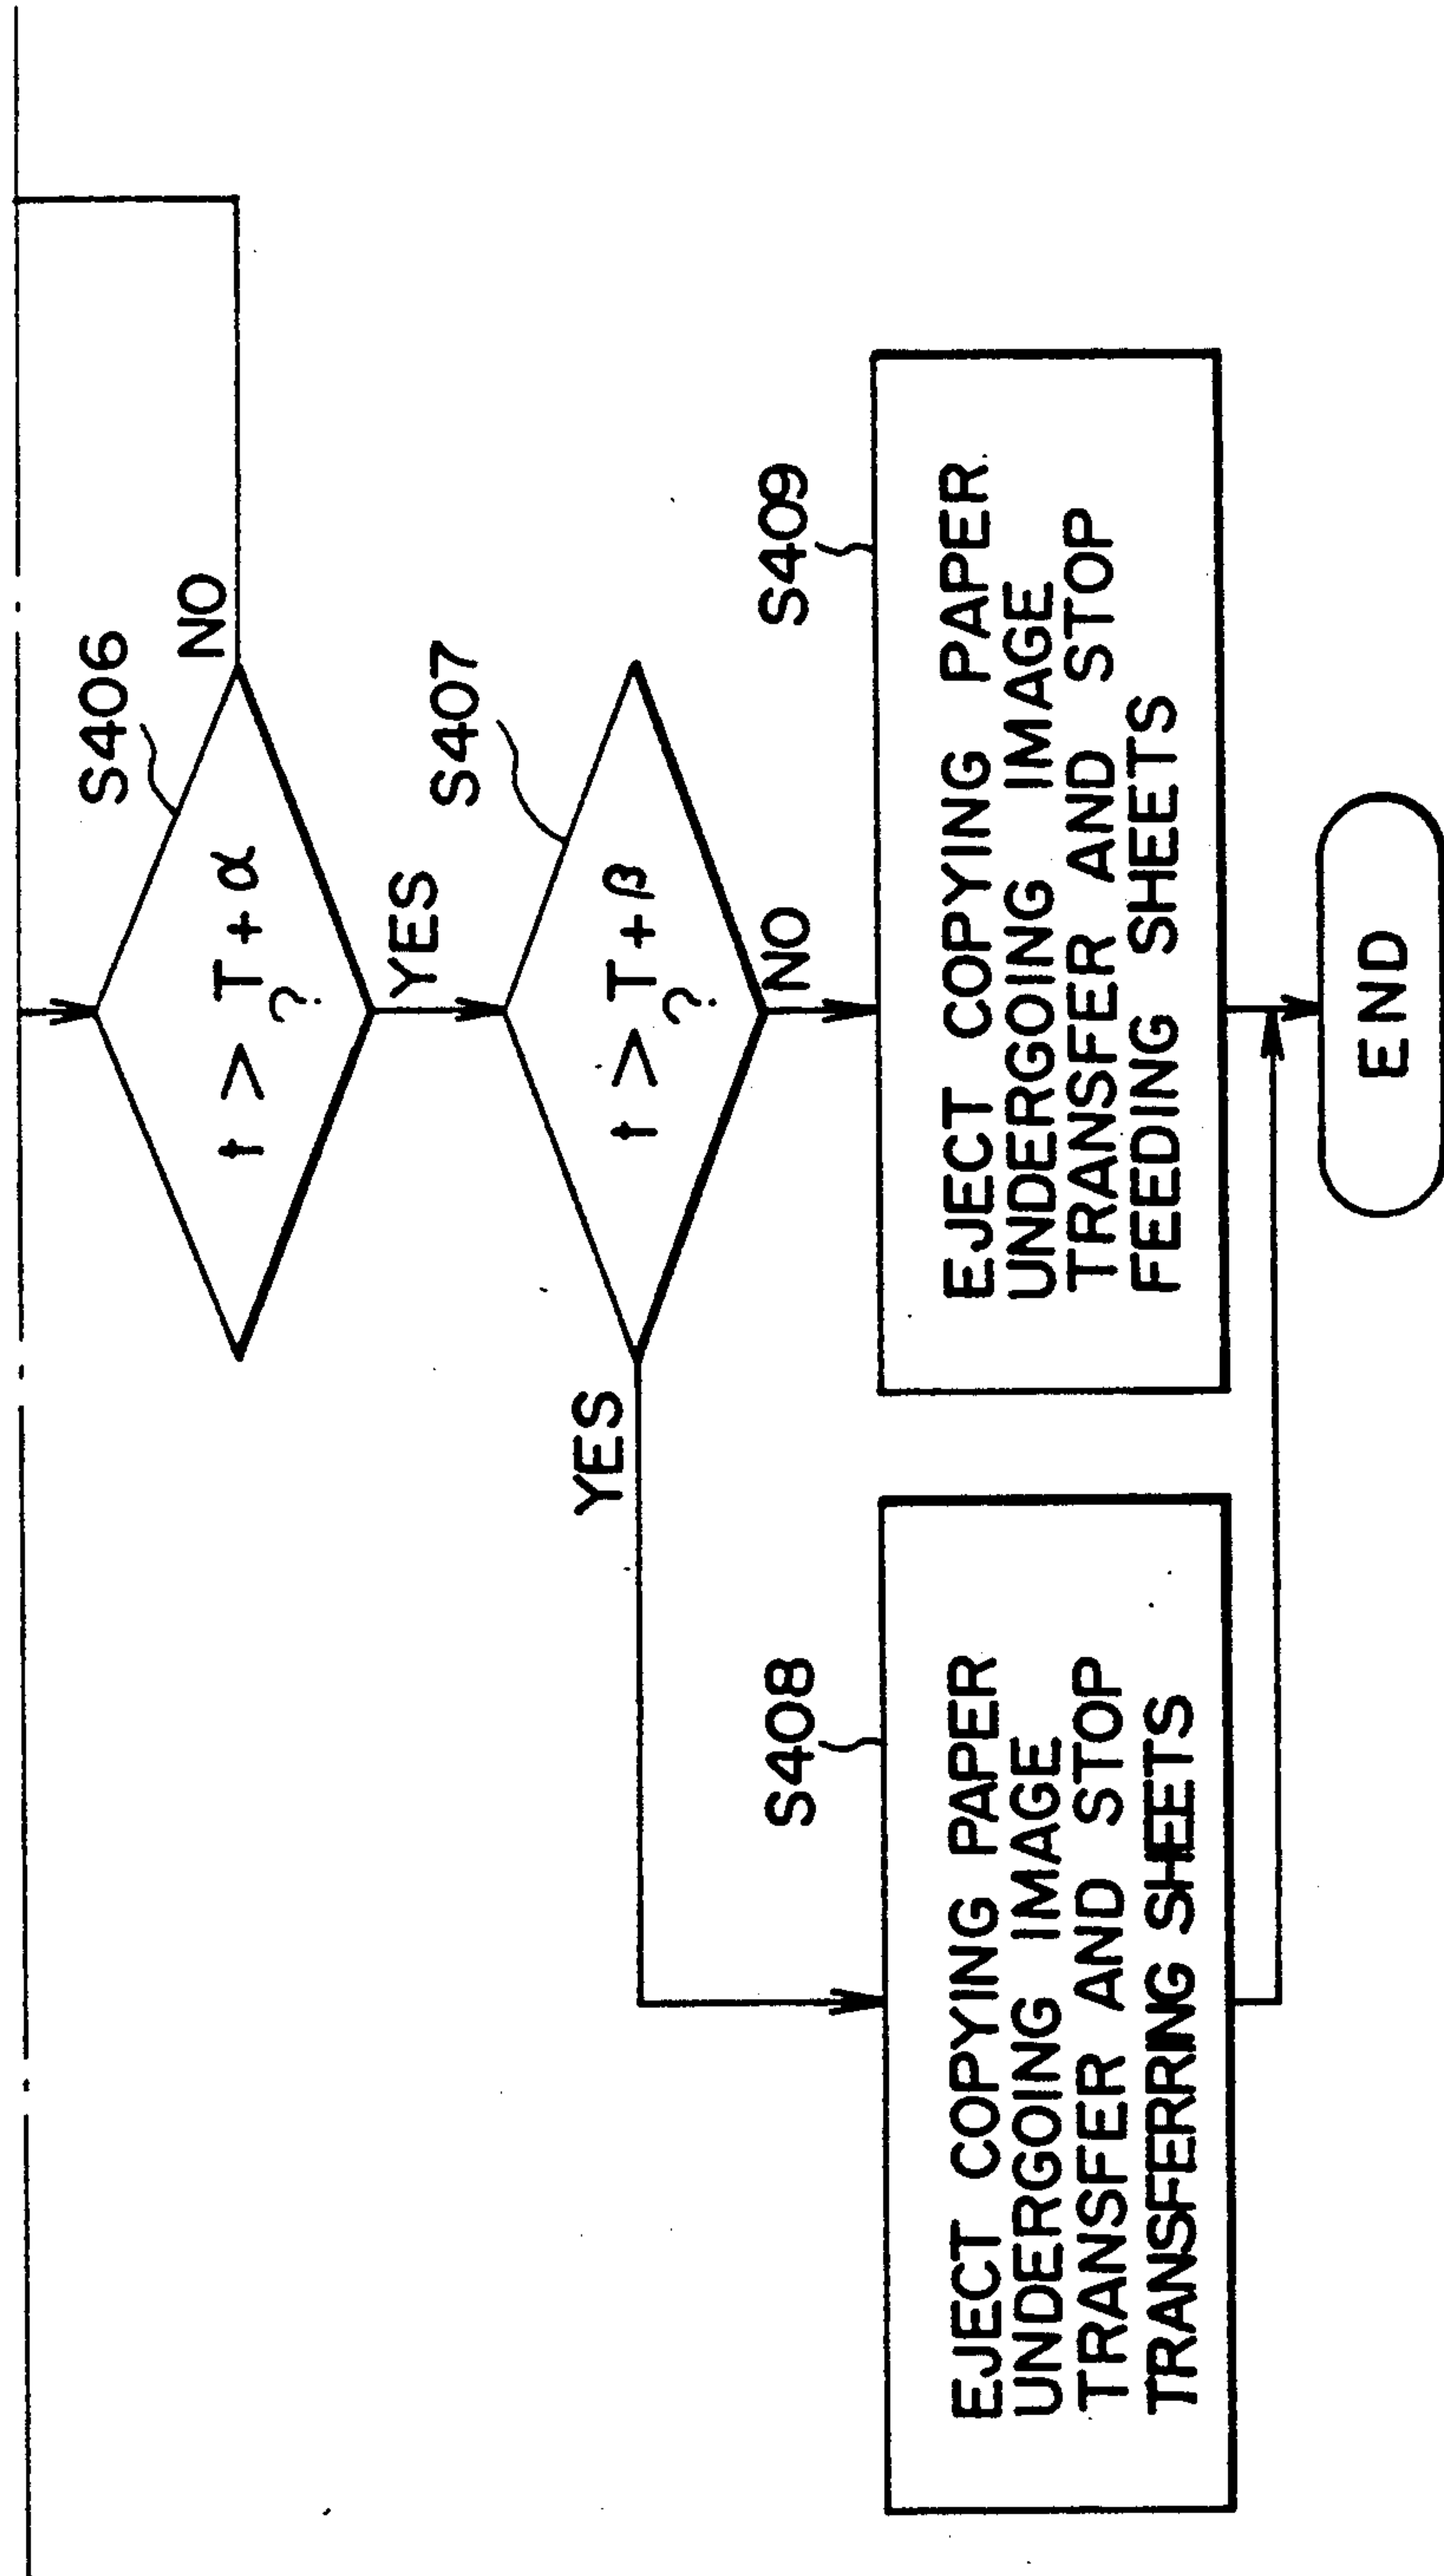 S406
t > T + α
?
NO
YES
S407
t > T + β
?
YES
NO
S408
EJECT COPYING PAPER
UNDERGOING IMAGE
TRANSFER AND STOP
TRANSFERRING SHEETS
S409
EJECT COPYING PAPER
UNDERGOING IMAGE
TRANSFER AND STOP
FEEDING SHEETS
END